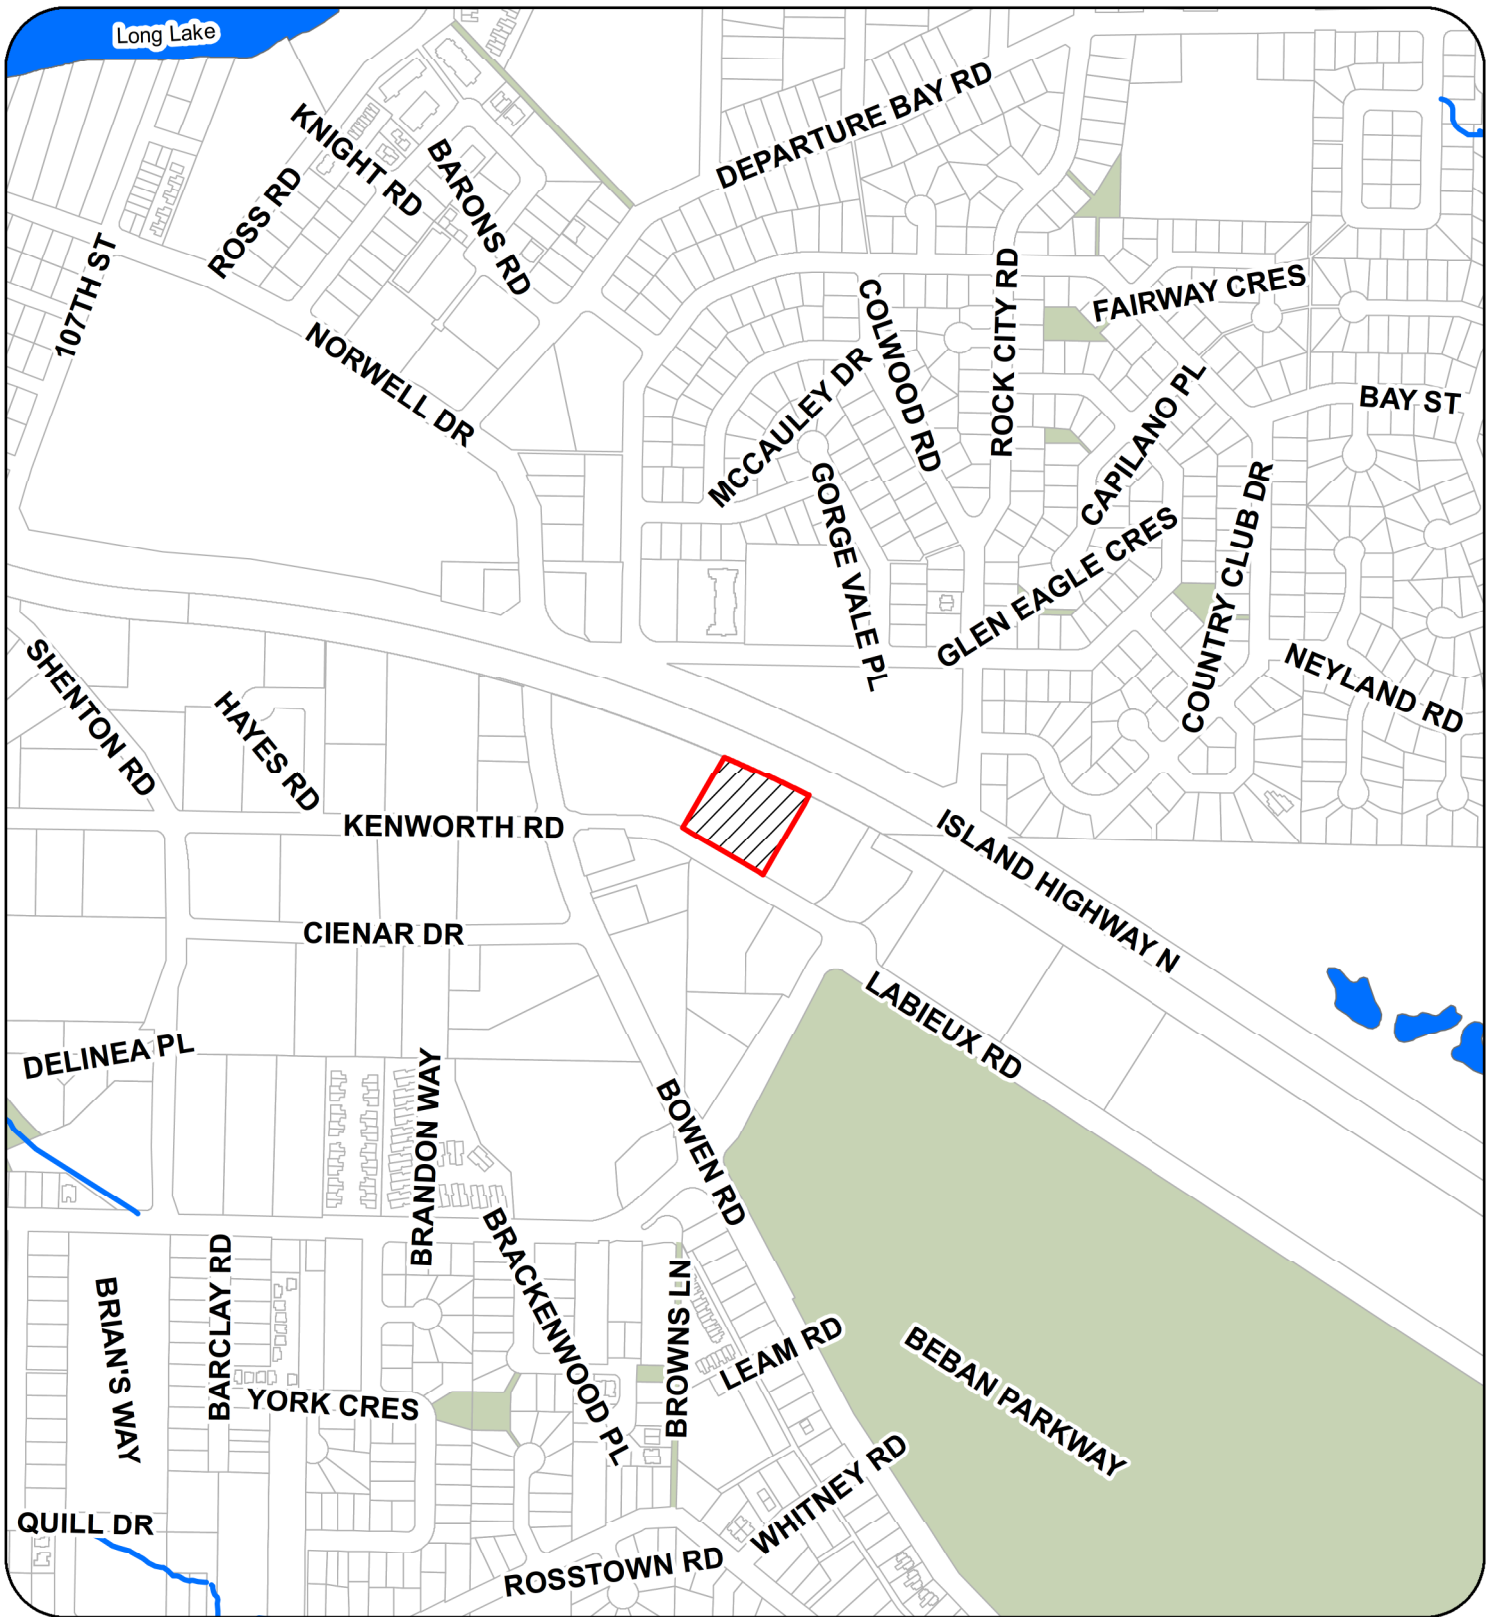 Long Lake
DEPARTURE BAY RD
KNIGHT RD
BARONS RD
ROSS RD
107TH ST
NORWELL DR
COLWOOD RD
ROCK CITY RD
FAIRWAY CRES
MCCAULEY DR
CAPILANO PL
BAY ST
GORGE VALE PL
GLEN EAGLE CRES
COUNTRY CLUB DR
NEYLAND RD
SHENTON RD
HAYES RD
KENWORTH RD
ISLAND HIGHWAY N
CIENAR DR
LABIEUX RD
DELINEA PL
BRANDON WAY
BOWEN RD
BRIAN'S WAY
BARCLAY RD
BRACKENWOOD PL
BROWNS LN
LEAM RD
BEBAN PARKWAY
YORK CRES
WHITNEY RD
QUILL DR
ROSSTOWN RD